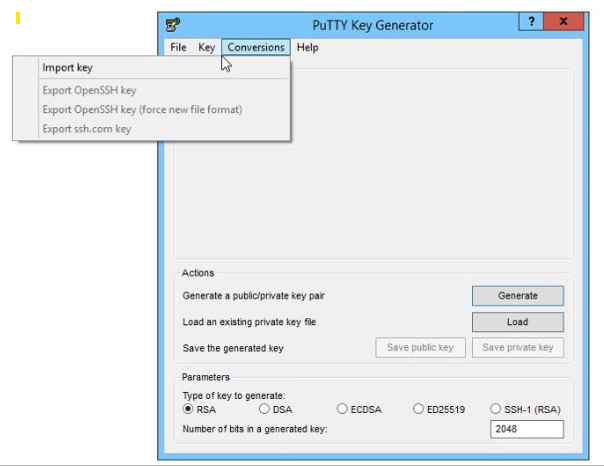 PuTTY Key Generator
?
x
File Key Conversions Help
Import key
Export OpenSSH key
Export OpenSSH key (force new file format)
Export ssh.com key
Actions
Generate a public/private key pair
Generate
Load an existing private key file
Load
Save the generated key
Save public key
Save private key
Parameters
Type of key to generate:
RSA DSA ECDSA ED25519 SSH-1 (RSA)
Number of bits in a generated key:
2048